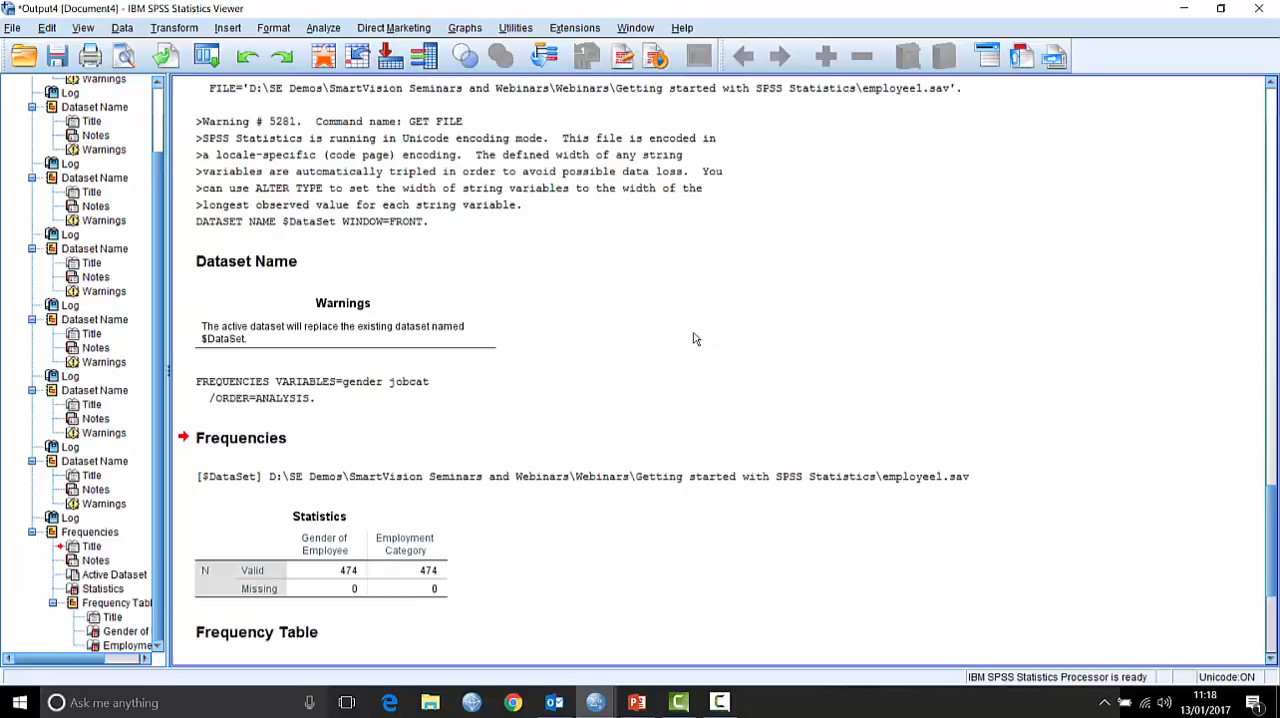 *Output4 [Document4] - IBM SPSS Statistics Viewer
File Edit View Data Transform Insert Format Analyze Direct Marketing Graphs Utilities Extensions Window Help
Warnings
Log
Dataset Name
Title
Notes
Warnings
Log
Dataset Name
Title
Notes
Warnings
Log
Dataset Name
Title
Notes
Warnings
Log
Dataset Name
Title
Notes
Warnings
Log
Dataset Name
Title
Notes
Warnings
Log
Dataset Name
Title
Notes
Warnings
Log
Frequencies
Title
Notes
Active Dataset
Statistics
Frequency Tabl
Title
Gender of
Employme
FILE='D:\SE Demos\SmartVision Seminars and Webinars\Webinars\Getting started with SPSS Statistics\employee1.sav'.
>Warning # 5281.  Command name: GET FILE
>SPSS Statistics is running in Unicode encoding mode.  This file is encoded in
>a locale-specific (code page) encoding.  The defined width of any string
>variables are automatically tripled in order to avoid possible data loss.  You
>can use ALTER TYPE to set the width of string variables to the width of the
>longest observed value for each string variable.
DATASET NAME $DataSet WINDOW=FRONT.
Dataset Name
Warnings
The active dataset will replace the existing dataset named
$DataSet.
FREQUENCIES VARIABLES=gender jobcat
/ORDER=ANALYSIS.
Frequencies
[$DataSet] D:\SE Demos\SmartVision Seminars and Webinars\Webinars\Getting started with SPSS Statistics\employee1.sav
Statistics
Gender of Employment
Employee Category
N Valid 474 474
Missing 0 0
Frequency Table
IBM SPSS Statistics Processor is ready Unicode:ON
Ask me anything
11:18
13/01/2017